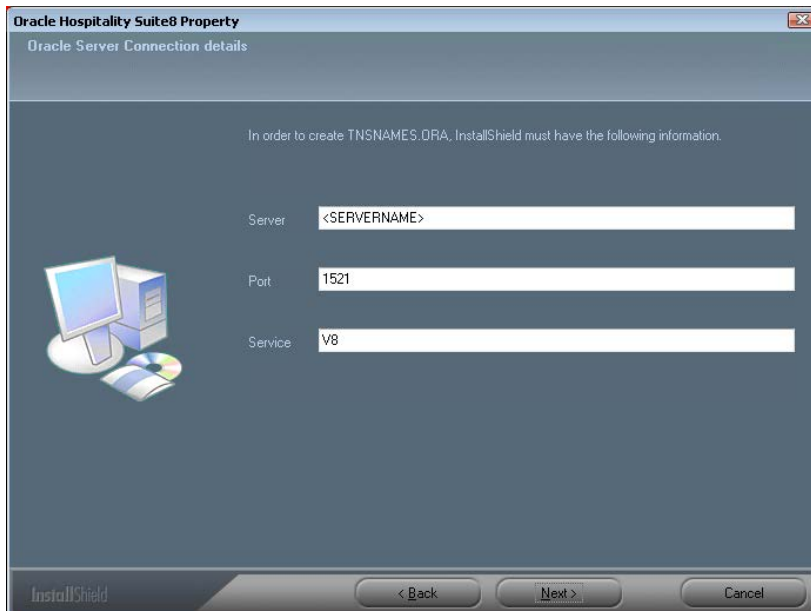 Oracle Hospitality Suite8 Property
Oracle Server Connection details
In order to create TNSNAMES.ORA, InstallShield must have the following information.
Server <SERVERNAME>
Port 1521
Service V8
InstallShield
< Back Next > Cancel